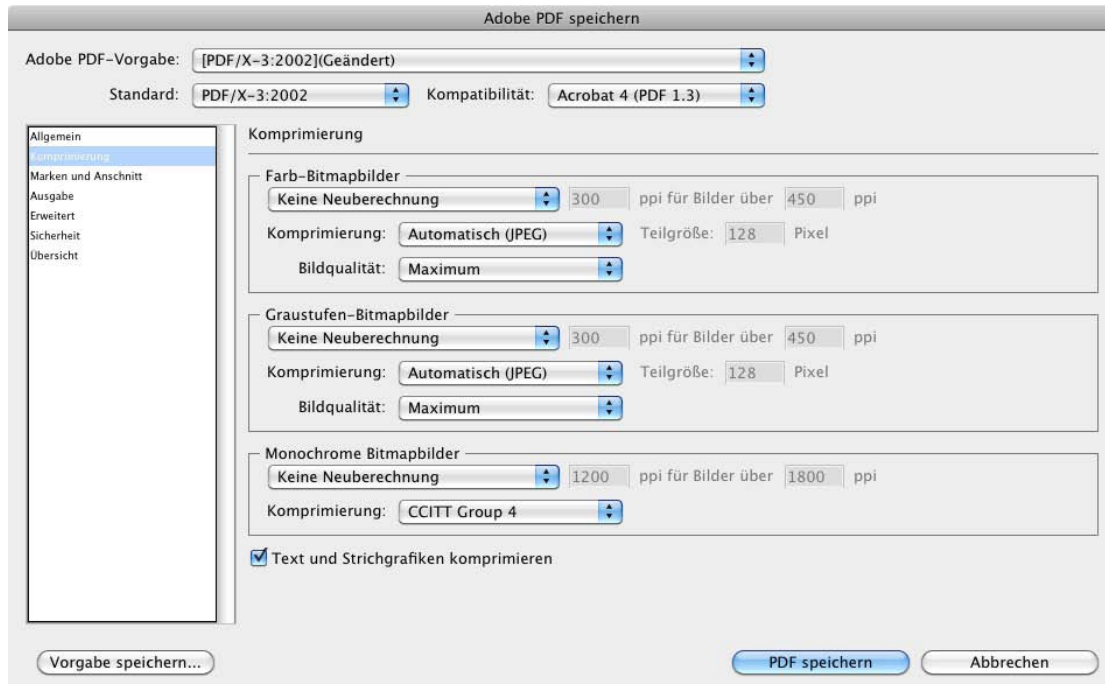 Adobe PDF speichern
Adobe PDF-Vorgabe: [PDF/X-3:2002](Geändert)
Standard: PDF/X-3:2002 Kompatibilität: Acrobat 4 (PDF 1.3)
Allgemein
Komprimierung
Marken und Anschnitt
Ausgabe
Erweitert
Sicherheit
Übersicht
Komprimierung
Farb-Bitmapbilder
Keine Neuberechnung 300 ppi für Bilder über 450 ppi
Komprimierung: Automatisch (JPEG) Teilgröße: 128 Pixel
Bildqualität: Maximum
Graustufen-Bitmapbilder
Keine Neuberechnung 300 ppi für Bilder über 450 ppi
Komprimierung: Automatisch (JPEG) Teilgröße: 128 Pixel
Bildqualität: Maximum
Monochrome Bitmapbilder
Keine Neuberechnung 1200 ppi für Bilder über 1800 ppi
Komprimierung: CCITT Group 4
Text und Strichgrafiken komprimieren
Vorgabe speichern... PDF speichern Abbrechen